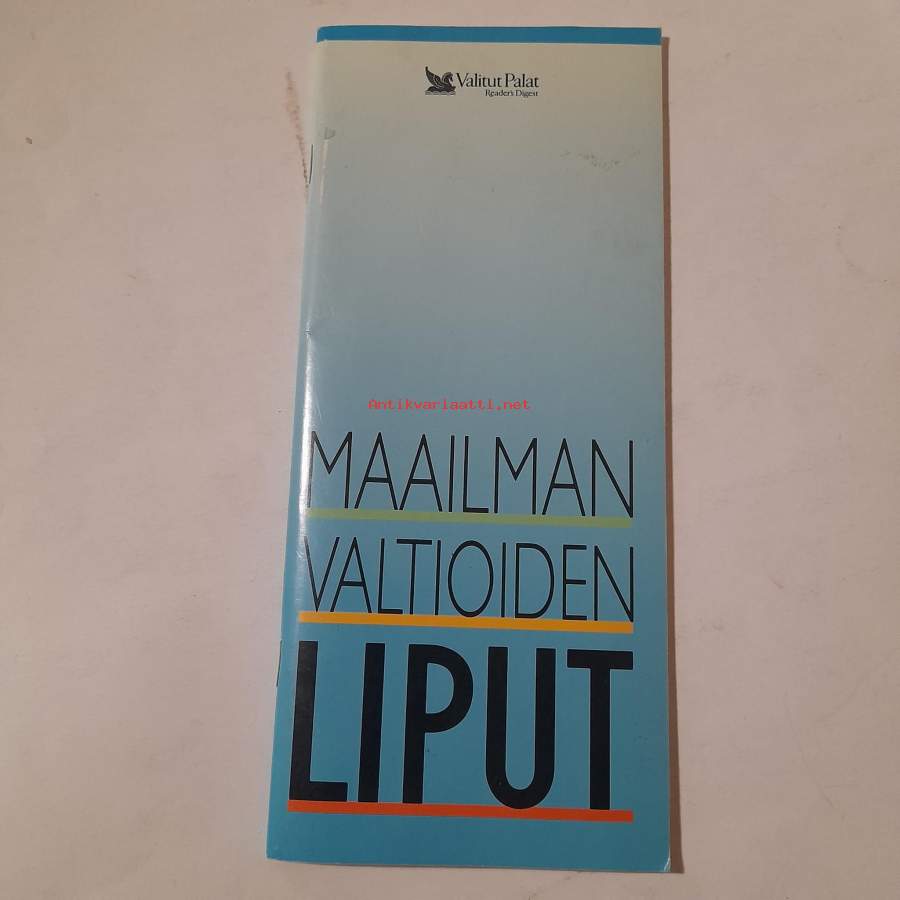 Valitut Palat
Reader's Digest
Antikvariaatti.net
MAAILMAN
VALTIOIDEN
LIPUT